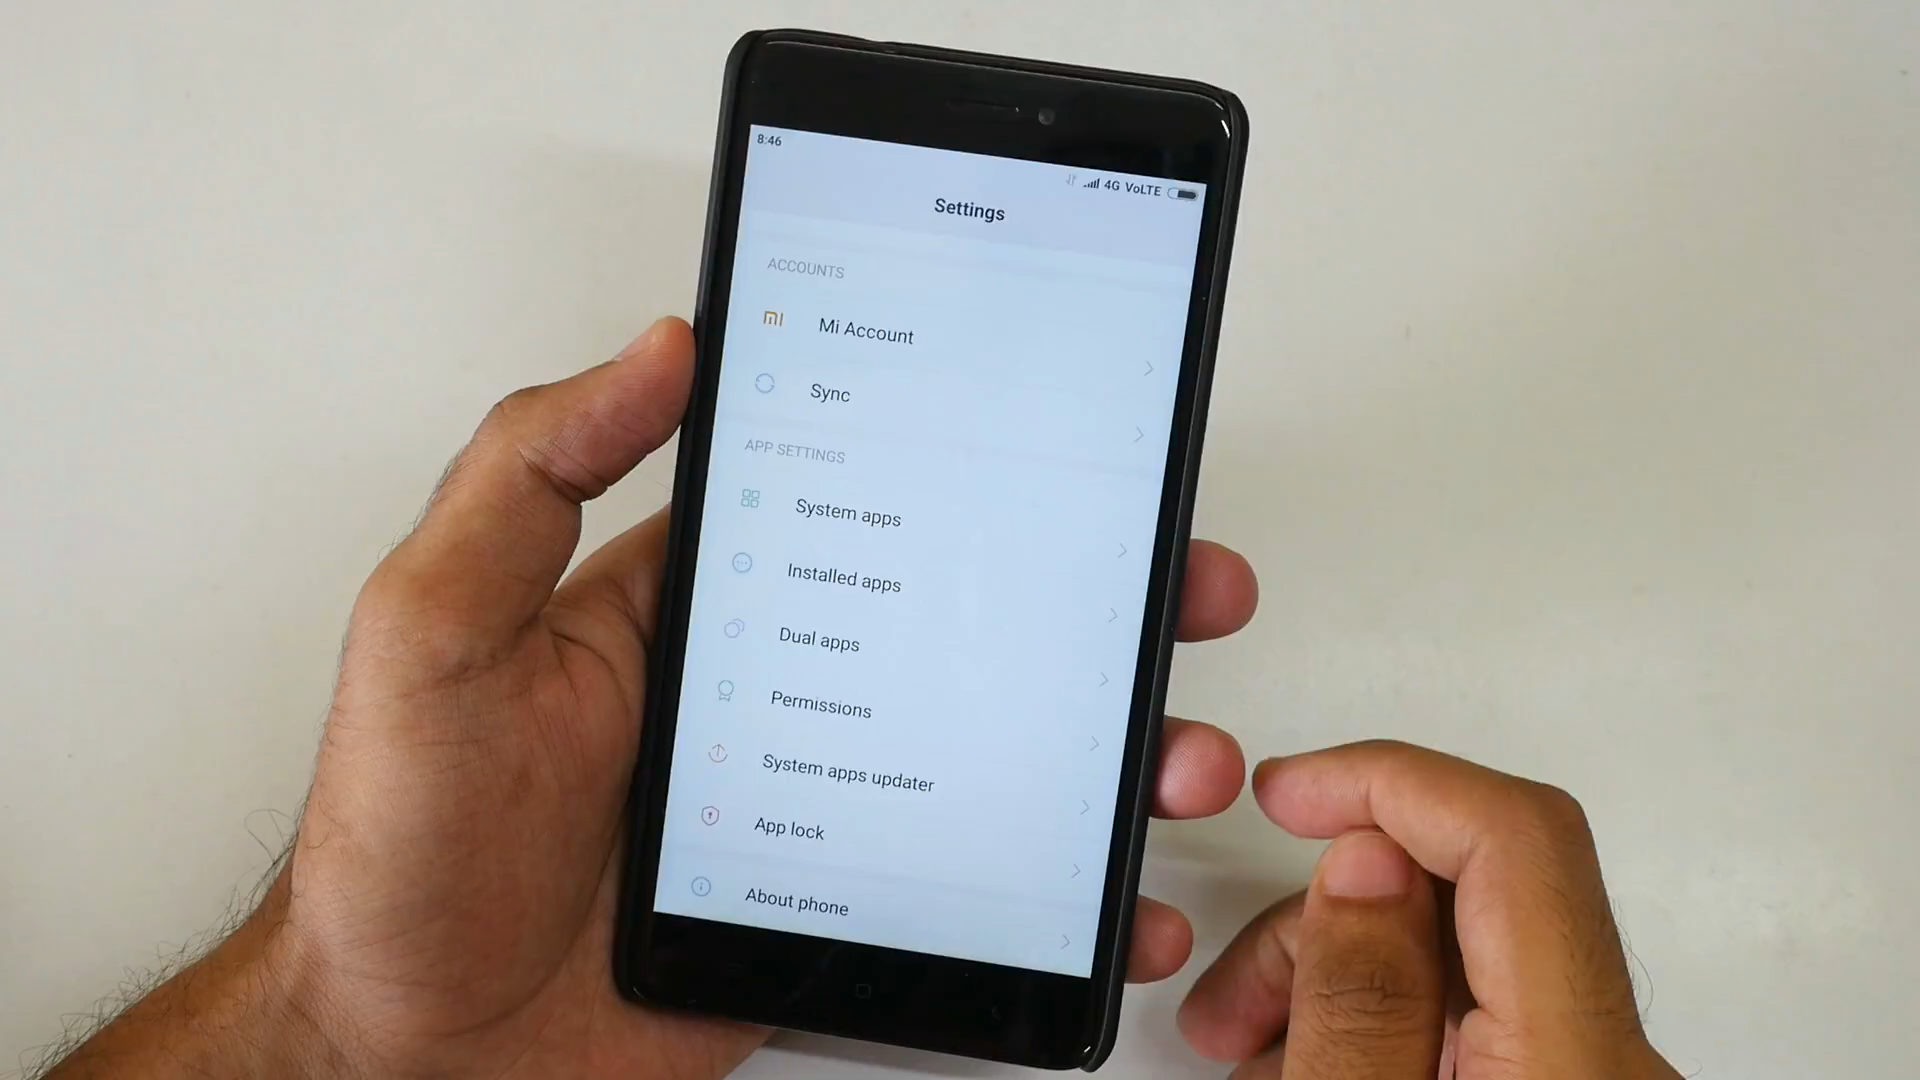 8:46
4G VoLTE
Settings
ACCOUNTS
mi Mi Account
Sync
APP SETTINGS
System apps
Installed apps
Dual apps
Permissions
System apps updater
App lock
About phone